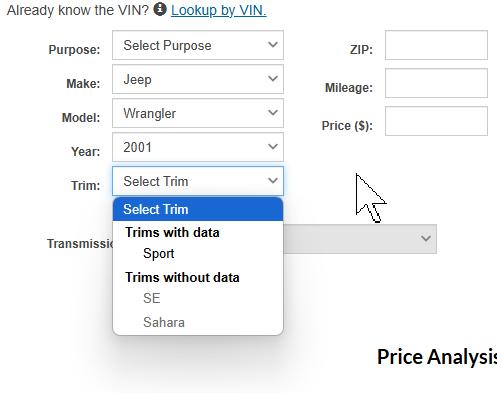 Already know the VIN? Lookup by VIN.
Purpose: Select Purpose ZIP:
Make: Jeep Mileage:
Model: Wrangler Price ($):
Year: 2001
Trim: Select Trim
Select Trim
Trims with data
Sport
Trims without data
SE
Sahara
Price Analysis